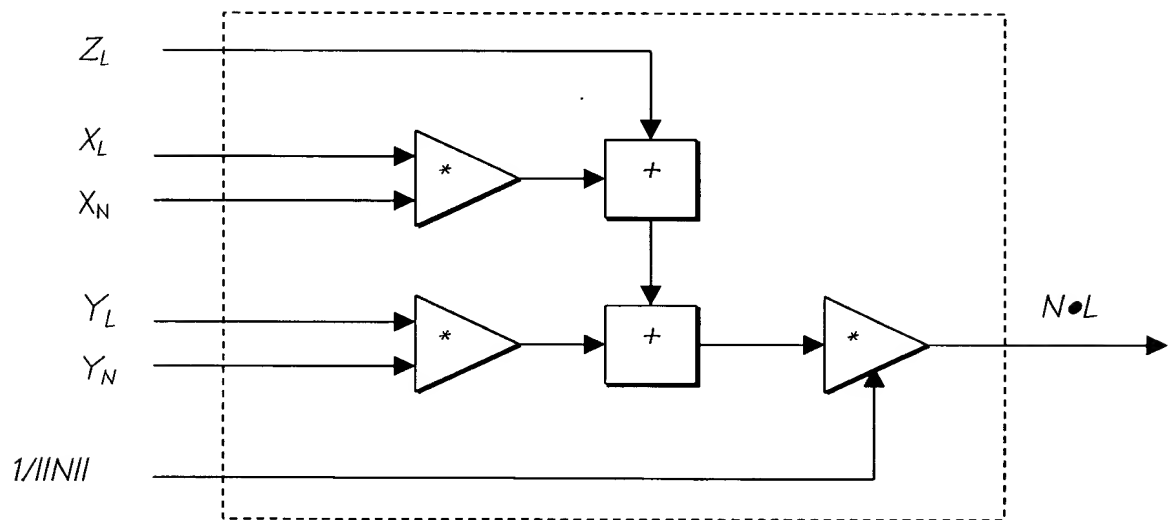 Z_L
X_L
*
+
X_N
Y_L
*
+
*
N•L
Y_N
1/||N||